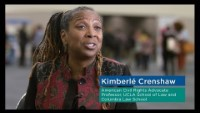 Kimberlé Crenshaw
American Civil Rights Advocate
Professor, UCLA School of Law and
Columbia Law School